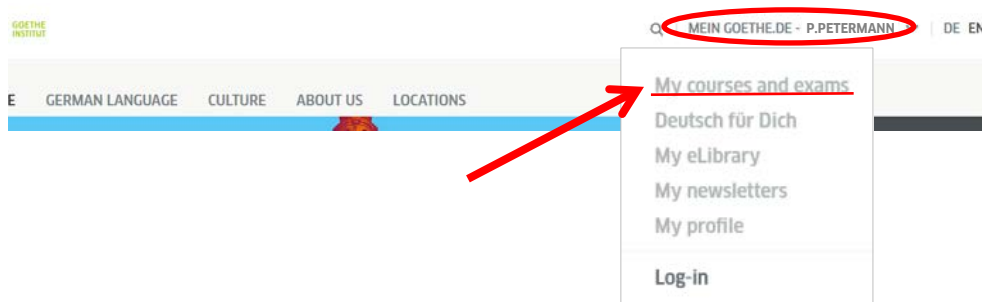 GOETHE
INSTITUT
MEIN GOETHE.DE - P.PETERMANN
DE EN
E GERMAN LANGUAGE CULTURE ABOUT US LOCATIONS
My courses and exams
Deutsch für Dich
My eLibrary
My newsletters
My profile
Log-in